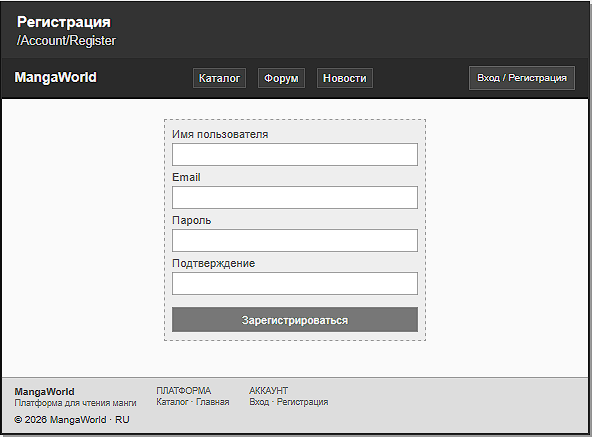 Регистрация
/Account/Register
MangaWorld Каталог Форум Новости Вход / Регистрация
Имя пользователя
Email
Пароль
Подтверждение
Зарегистрироваться
MangaWorld ПЛАТФОРМА АККАУНТ
Платформа для чтения манги Каталог · Главная Вход · Регистрация
© 2026 MangaWorld · RU